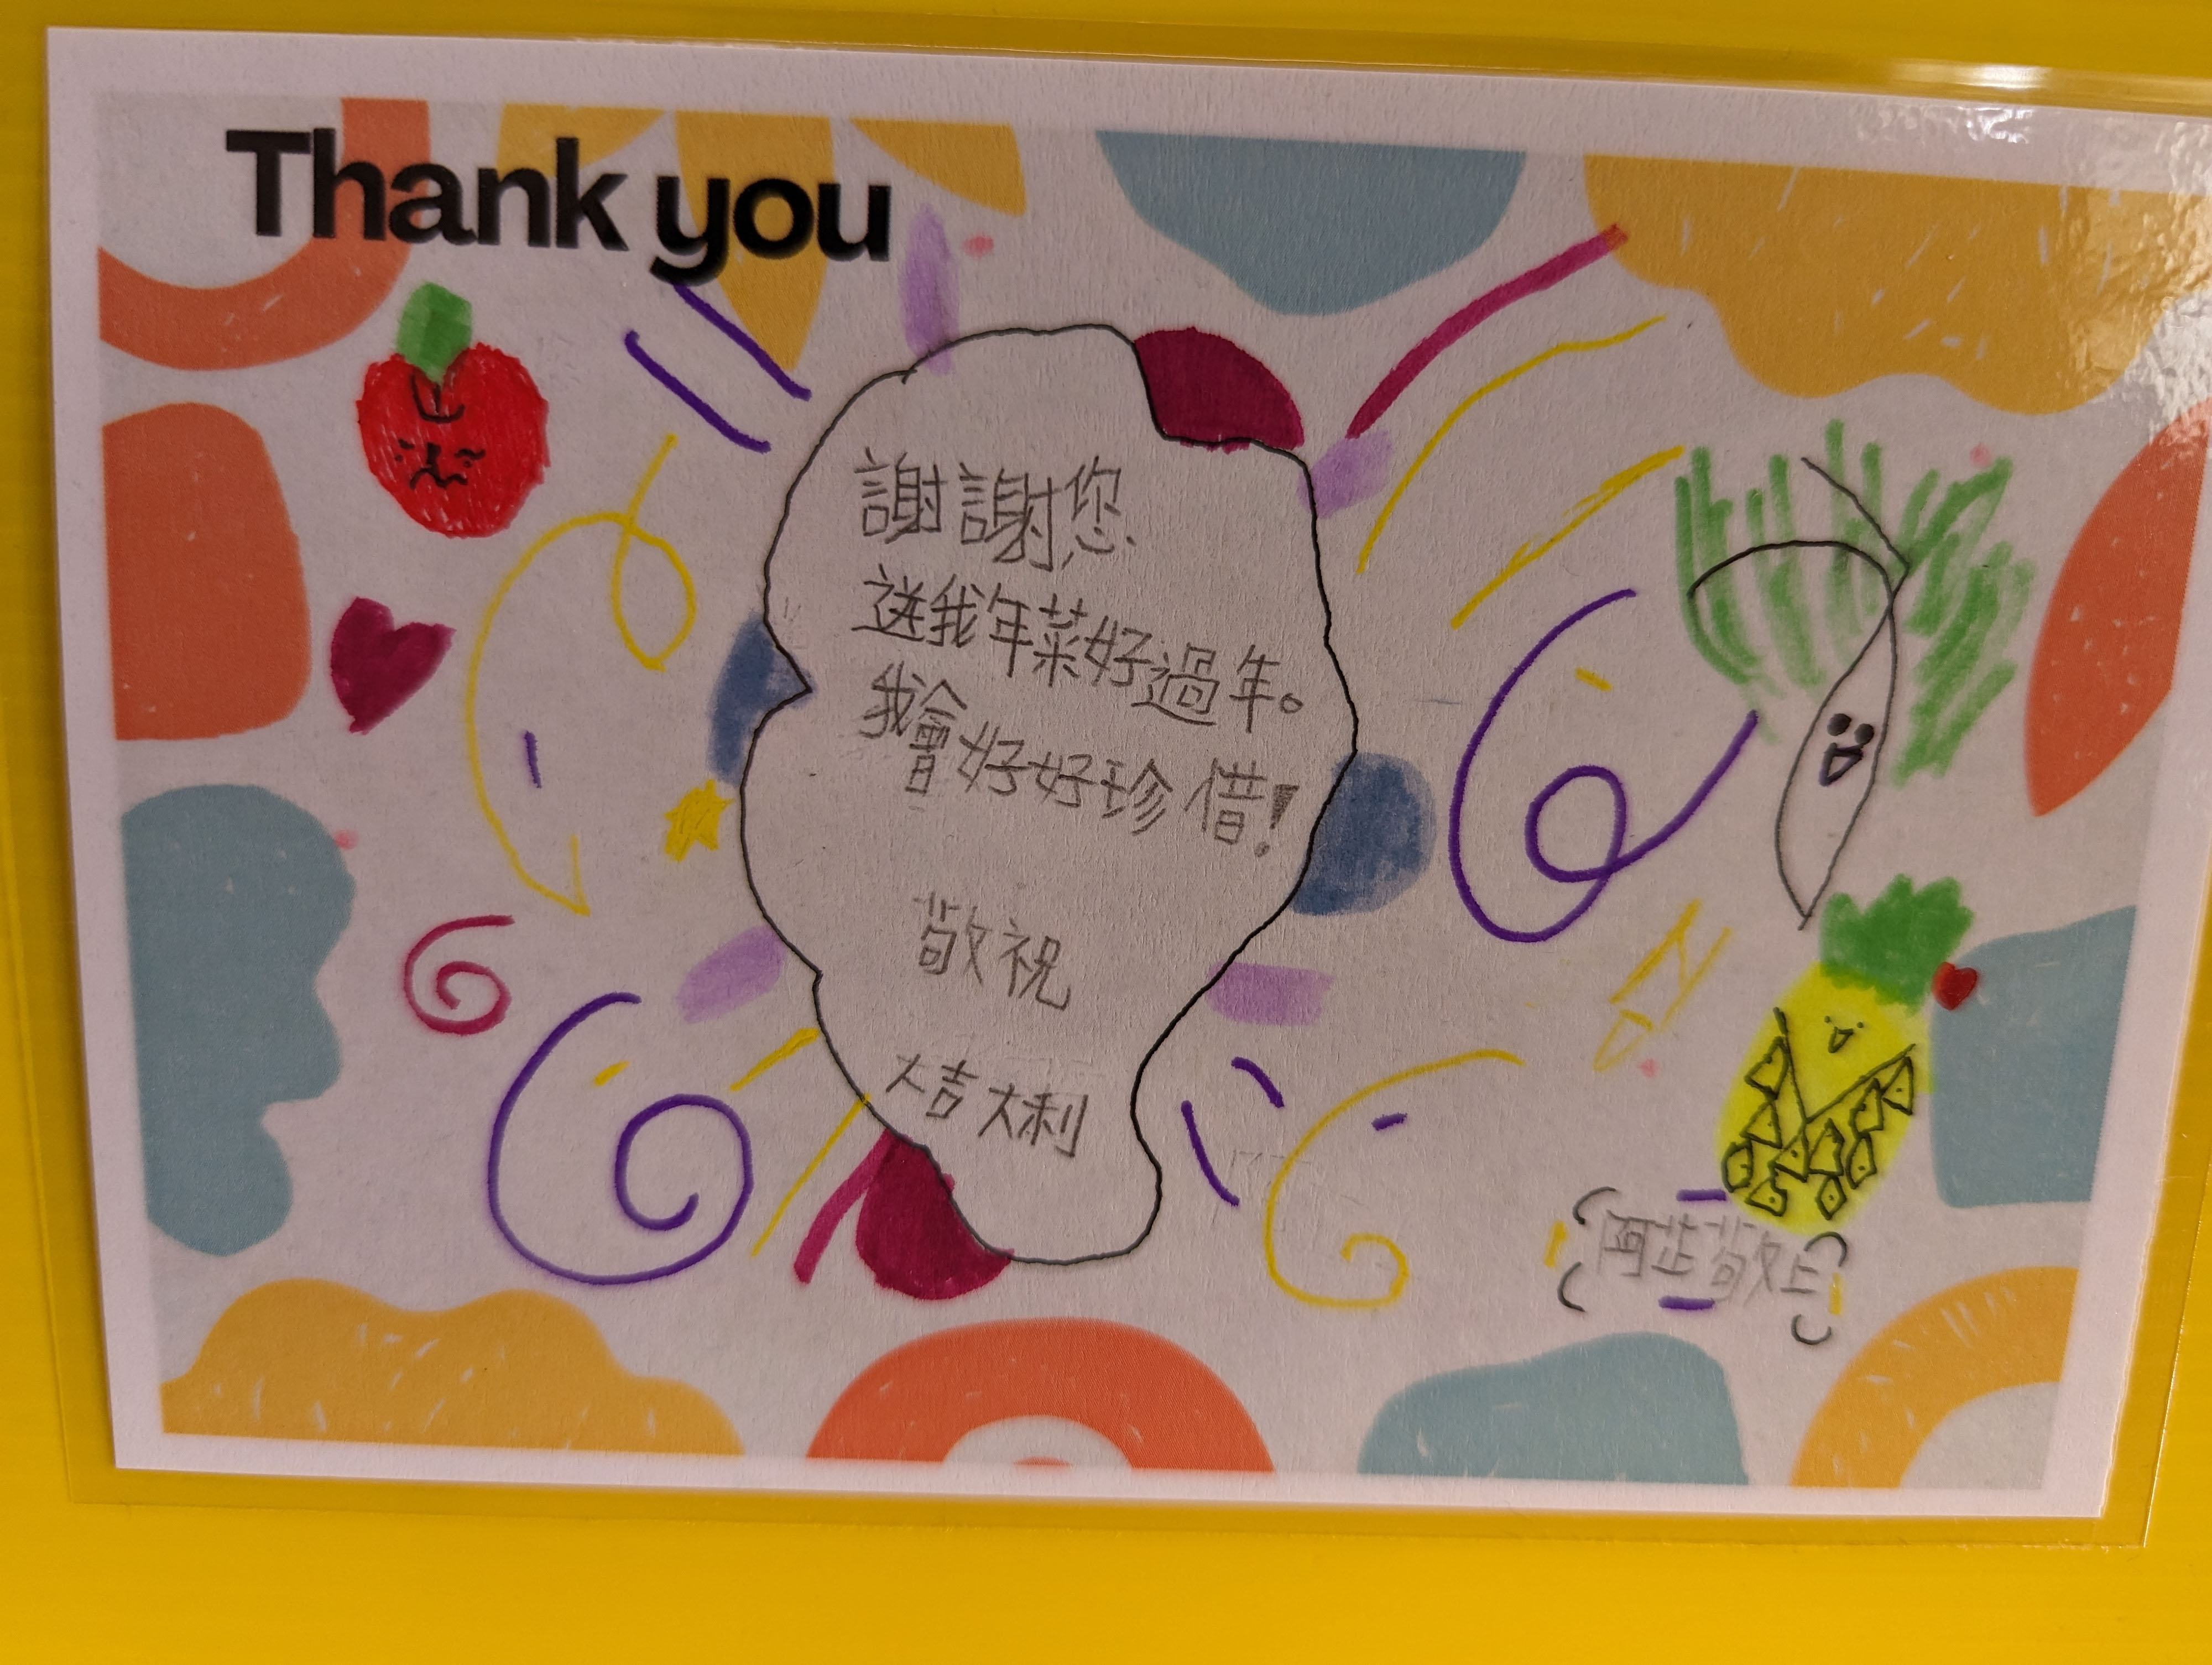 Thank you
謝謝您
送我年菜好過年。
我會好好珍借!
敬祝
大吉大利
阿芷敬上